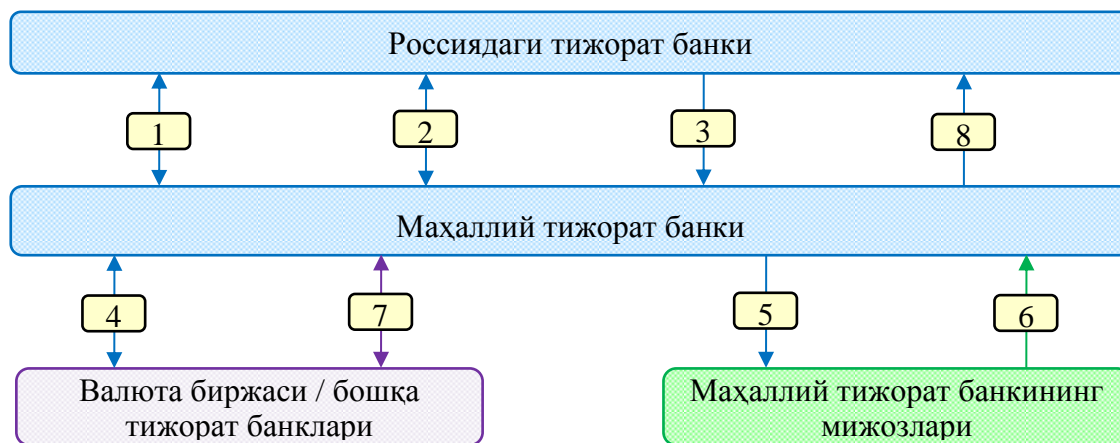 Россиядаги тижорат банки
1 2 3 8
Маҳаллий тижорат банки
4 7 5 6
Валюта биржаси / бошқа
тижорат банклари
Маҳаллий тижорат банкининг
мижозлари